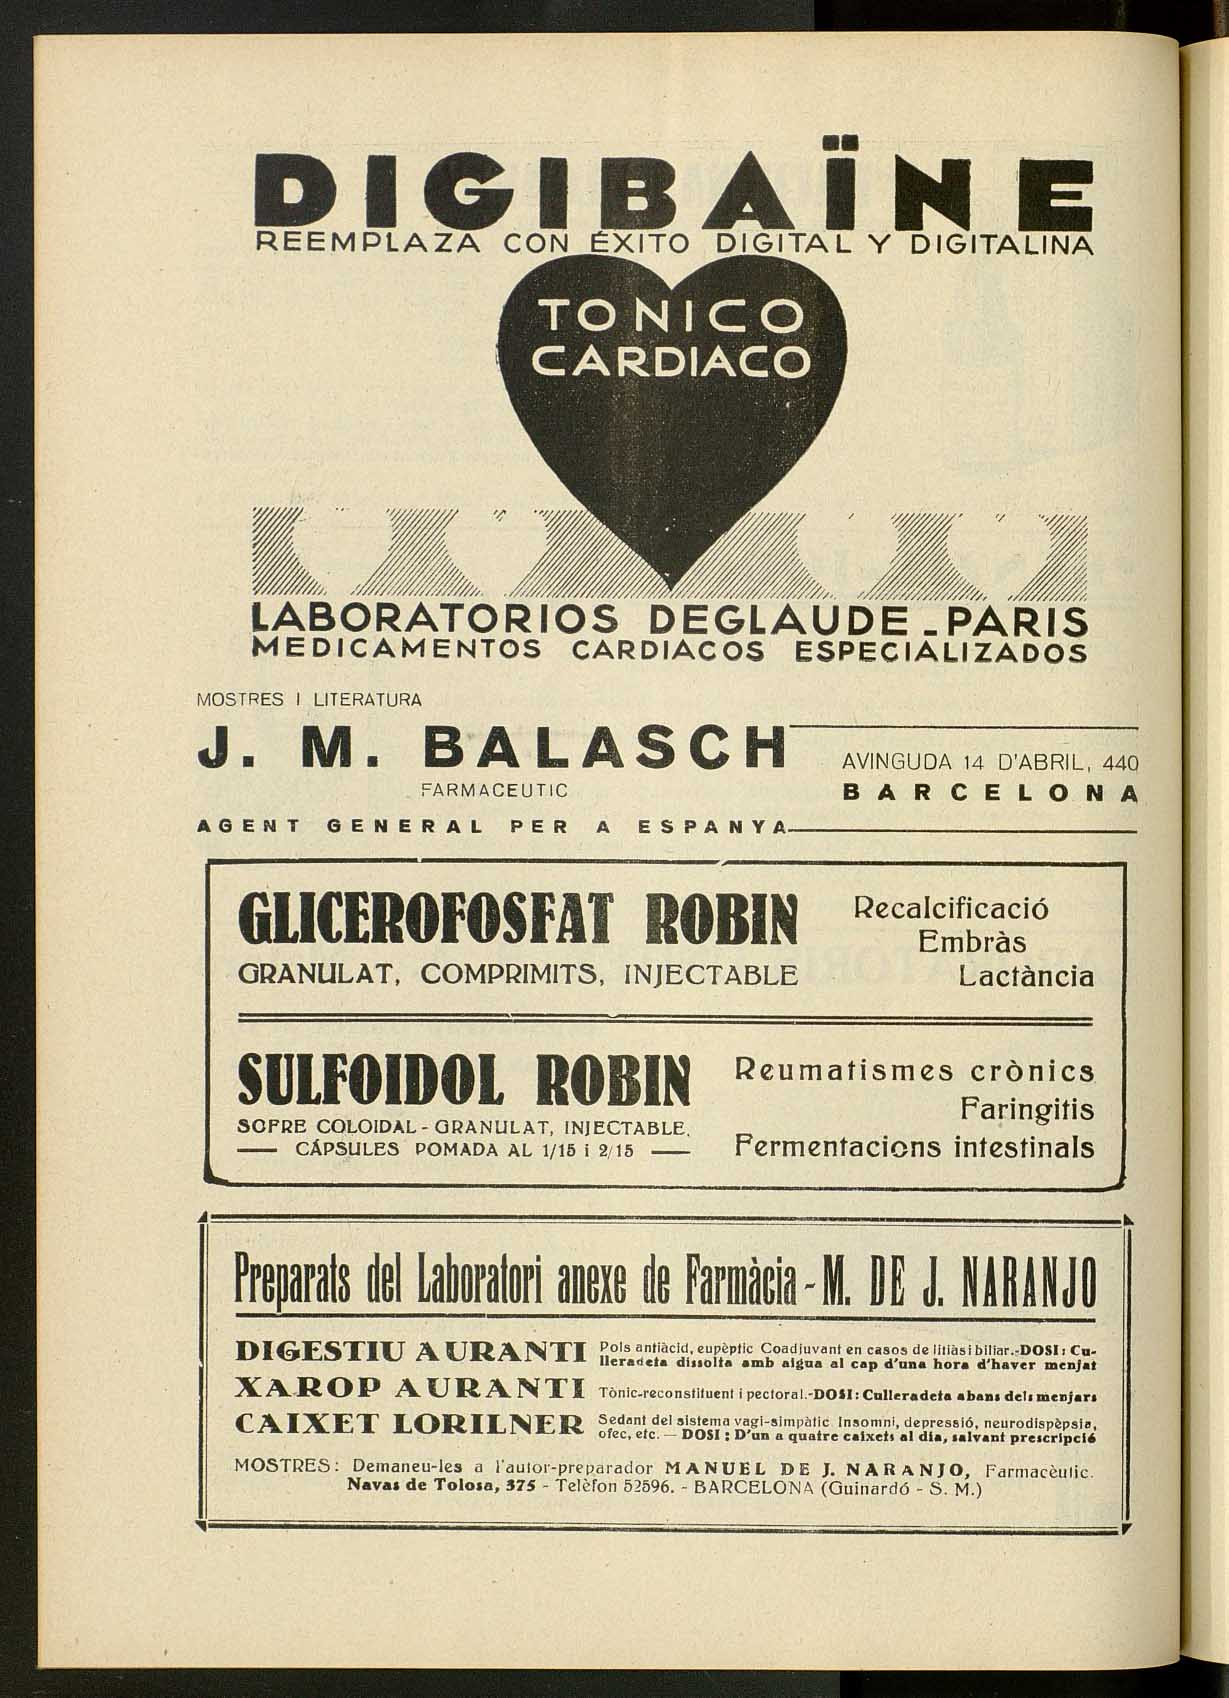 DIGIBAÏNE
REEMPLAZA CON ÉXITO DIGITAL Y DIGITALINA
TONICO
CARDIACO
LABORATORIOS DEGLAUDE - PARIS
MEDICAMENTOS CARDIACOS ESPECIALIZADOS
MOSTRES I LITERATURA
J. M. BALASCH
FARMACEUTIC
AGENT GENERAL PER A ESPANYA
AVINGUDA 14 D'ABRIL, 440
BARCELONA
GLICEROFOSFAT ROBIN
GRANULAT, COMPRIMITS, INJECTABLE
Recalcificació
Embràs
Lactància
SULFOIDOL ROBIN
SOFRE COLOIDAL - GRANULAT, INJECTABLE,
— CÁPSULES POMADA AL 1/15 i 2/15 —
Reumatismes crònics
Faringitis
Fermentacions intestinals
Preparats del Laboratori anexe de Farmàcia - M. DE J. NARANJO
DIGESTIU AURANTI Pols antiàcid, eupèptic Coadjuvant en casos de litiàsi biliar.-DOSI: Cu-
lleradeta dissolta amb aigua al cap d'una hora d'haver menjat
XAROP AURANTI Tònic-reconstituent i pectoral.-DOSI: Culleradeta abans dels menjars
CAIXET LORILNER Sedant del sistema vagi-simpàtic. Insomni, depressió, neurodispèpsia,
ofec, etc. — DOSI: D'un a quatre caixets al dia, salvant prescripció
MOSTRES: Demaneu-les a l'autor-preparador MANUEL DE J. NARANJO, Farmacèutic.
Navas de Tolosa, 375 - Telèfon 52596. - BARCELONA (Guinardó - S. M.)